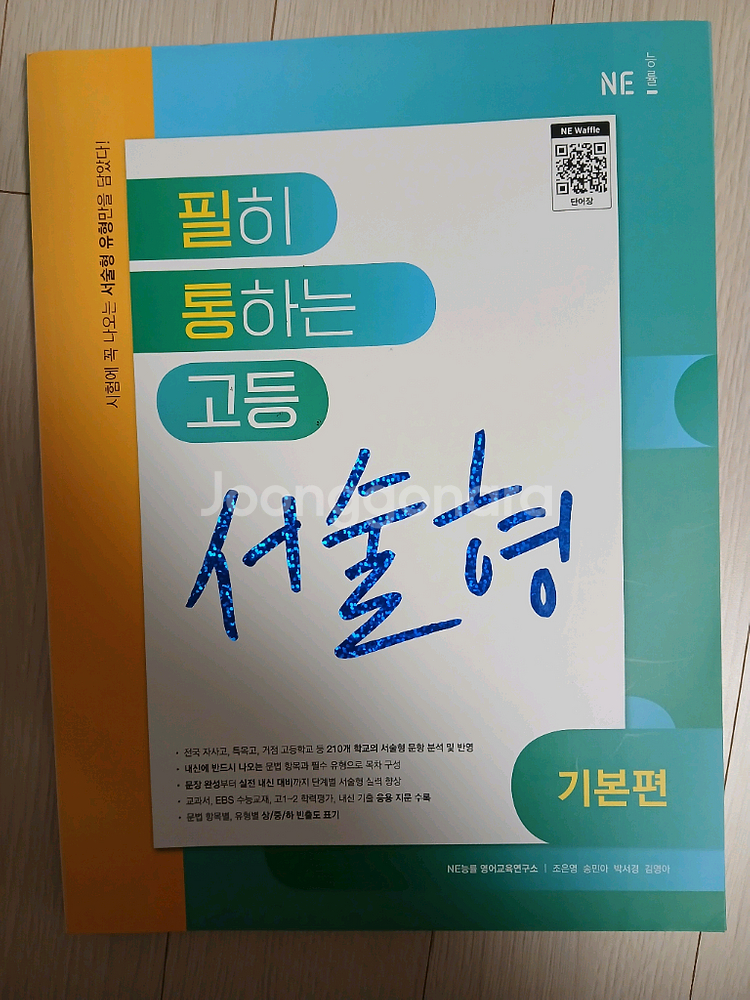 NE 능률
NE Waffle
단어장
시험에 꼭 나오는 서술형 유형만을 담았다!
필히
통하는
고등
서술형
Joonggonara
• 전국 자사고, 특목고, 거점 고등학교 등 210개 학교의 서술형 문항 분석 및 반영
• 내신에 반드시 나오는 문법 항목과 필수 유형으로 목차 구성
• 문장 완성부터 실전 내신 대비까지 단계별 서술형 실력 향상
• 교과서, EBS 수능교재, 고1-2 학력평가, 내신 기출 응용 지문 수록
• 문법 항목별, 유형별 상/중/하 빈출도 표기
기본편
NE능률 영어교육연구소 | 조은영 송민아 박서경 김영아